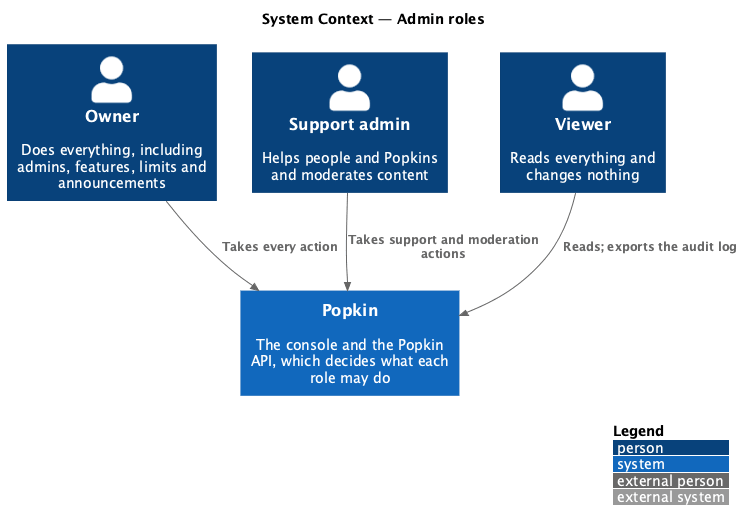 System Context — Admin roles
Owner
Does everything, including
admins, features, limits and
announcements
Support admin
Helps people and Popkins
and moderates content
Viewer
Reads everything and
changes nothing
Takes every action
Takes support and moderation
actions
Reads; exports the audit log
Popkin
The console and the Popkin
API, which decides what each
role may do
Legend
person
system
external person
external system